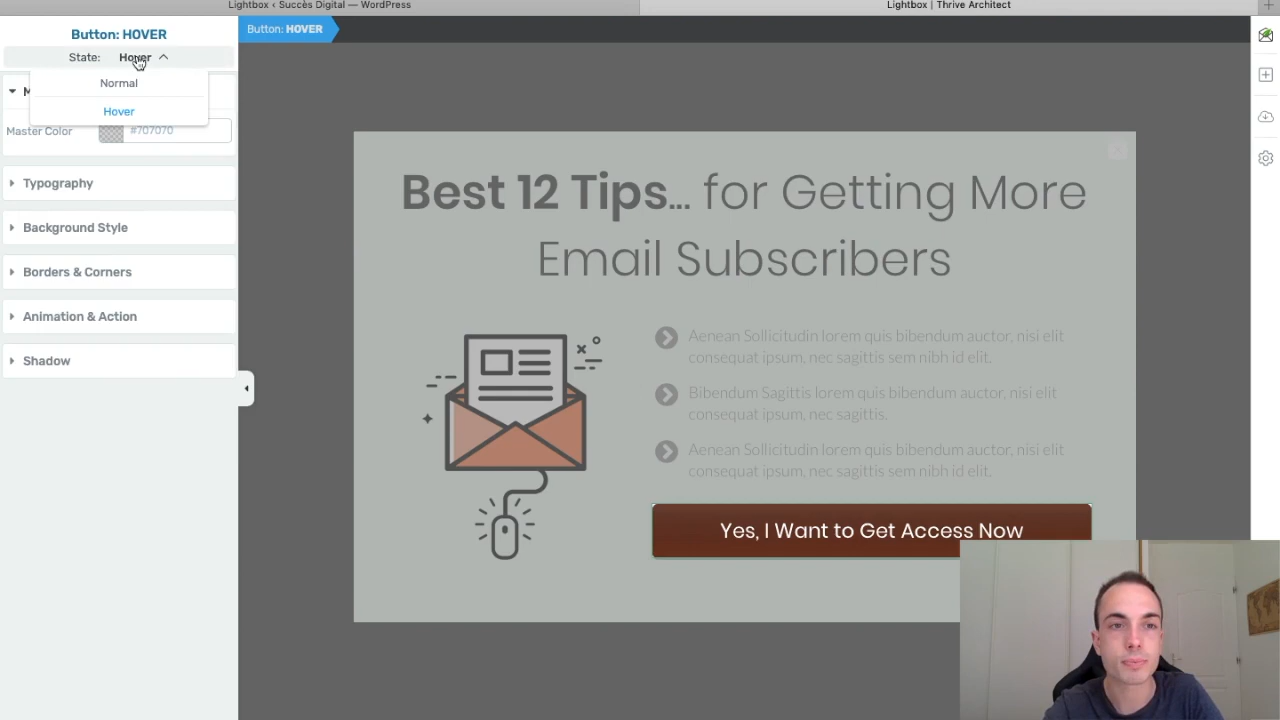 Lightbox ‹ Succès Digital — WordPress
Lightbox | Thrive Architect
Button: HOVER
Button: HOVER
State: Hover
Normal
Hover
Master Color #707070
Typography
Background Style
Borders & Corners
Animation & Action
Shadow
Best 12 Tips... for Getting More
Email Subscribers
Aenean Sollicitudin lorem quis bibendum auctor, nisi elit
consequat ipsum, nec sagittis sem nibh id elit.
Bibendum Sagittis lorem quis bibendum auctor, nisi elit
consequat ipsum, nec sagittis.
Aenean Sollicitudin lorem quis bibendum auctor, nisi elit
consequat ipsum, nec sagittis sem nibh id elit.
Yes, I Want to Get Access Now